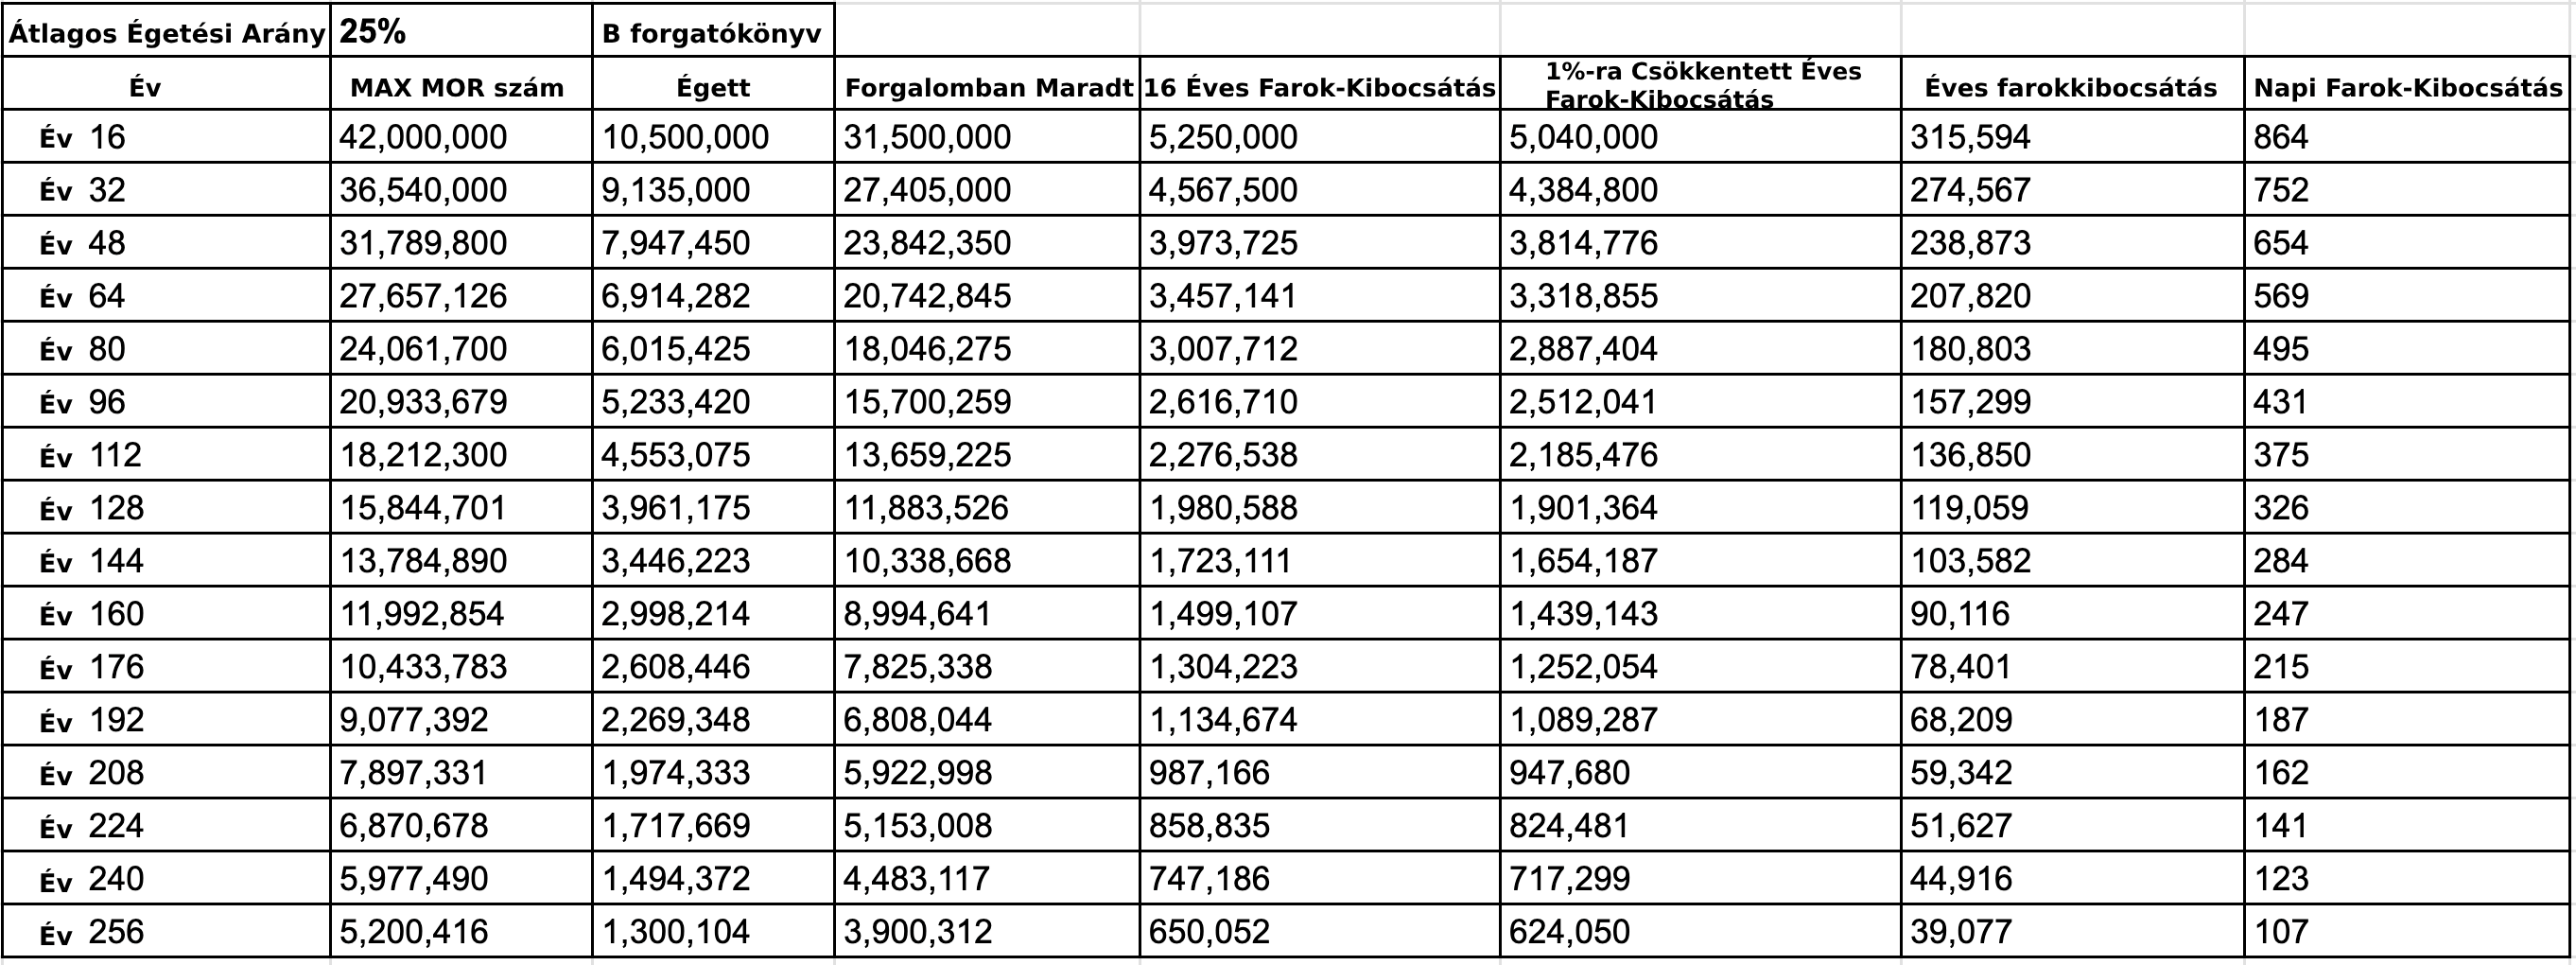 Átlagos Égetési Arány 25% B forgatókönyv
Év MAX MOR szám Égett Forgalomban Maradt 16 Éves Farok-Kibocsátás 1%-ra Csökkentett Éves Farok-Kibocsátás Éves farokkibocsátás Napi Farok-Kibocsátás
Év 16 42,000,000 10,500,000 31,500,000 5,250,000 5,040,000 315,594 864
Év 32 36,540,000 9,135,000 27,405,000 4,567,500 4,384,800 274,567 752
Év 48 31,789,800 7,947,450 23,842,350 3,973,725 3,814,776 238,873 654
Év 64 27,657,126 6,914,282 20,742,845 3,457,141 3,318,855 207,820 569
Év 80 24,061,700 6,015,425 18,046,275 3,007,712 2,887,404 180,803 495
Év 96 20,933,679 5,233,420 15,700,259 2,616,710 2,512,041 157,299 431
Év 112 18,212,300 4,553,075 13,659,225 2,276,538 2,185,476 136,850 375
Év 128 15,844,701 3,961,175 11,883,526 1,980,588 1,901,364 119,059 326
Év 144 13,784,890 3,446,223 10,338,668 1,723,111 1,654,187 103,582 284
Év 160 11,992,854 2,998,214 8,994,641 1,499,107 1,439,143 90,116 247
Év 176 10,433,783 2,608,446 7,825,338 1,304,223 1,252,054 78,401 215
Év 192 9,077,392 2,269,348 6,808,044 1,134,674 1,089,287 68,209 187
Év 208 7,897,331 1,974,333 5,922,998 987,166 947,680 59,342 162
Év 224 6,870,678 1,717,669 5,153,008 858,835 824,481 51,627 141
Év 240 5,977,490 1,494,372 4,483,117 747,186 717,299 44,916 123
Év 256 5,200,416 1,300,104 3,900,312 650,052 624,050 39,077 107